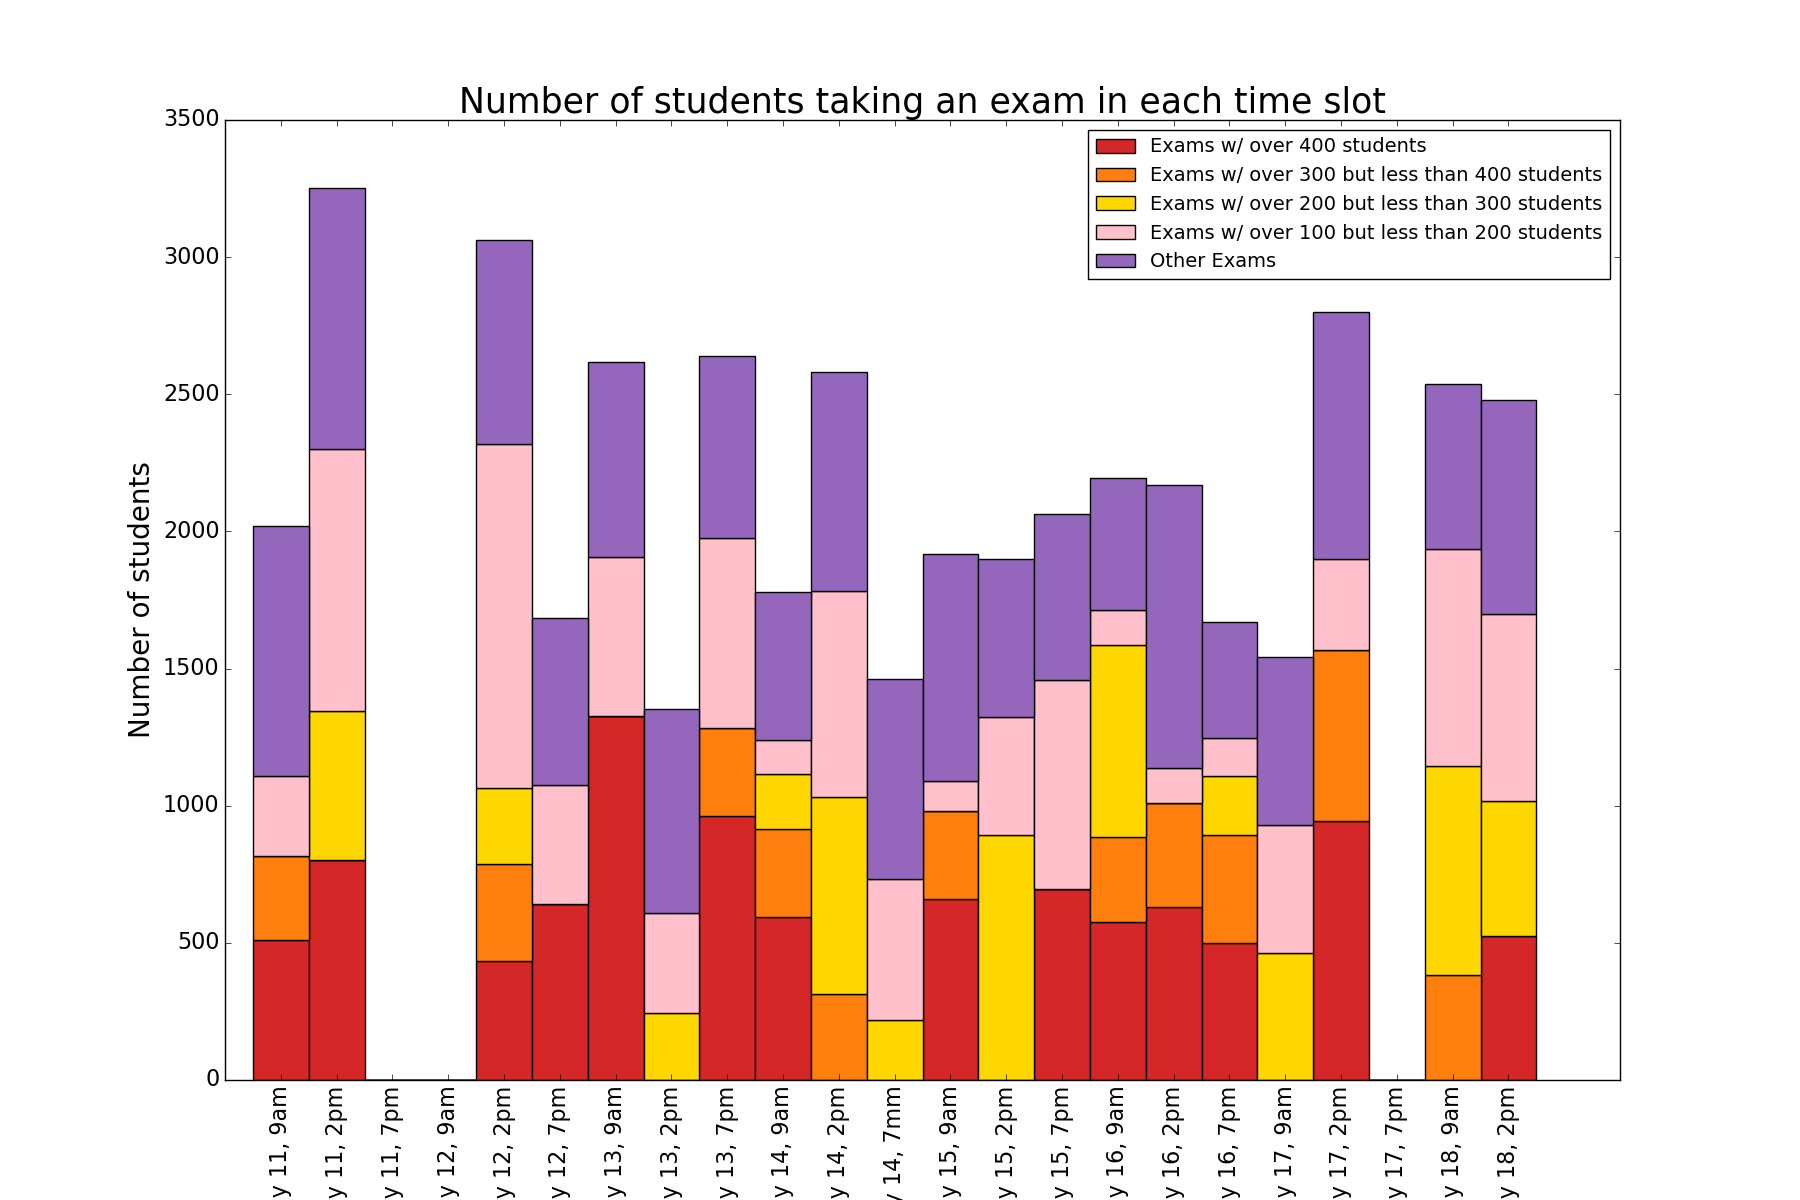 Number of students taking an exam in each time slot
3500
3000
2500
2000
1500
1000
500
0
Number of students
Exams w/ over 400 students
Exams w/ over 300 but less than 400 students
Exams w/ over 200 but less than 300 students
Exams w/ over 100 but less than 200 students
Other Exams
y 11, 9am
y 11, 2pm
y 11, 7pm
y 12, 9am
y 12, 2pm
y 12, 7pm
y 13, 9am
y 13, 2pm
y 13, 7pm
y 14, 9am
y 14, 2pm
y 14, 7mm
y 15, 9am
y 15, 2pm
y 15, 7pm
y 16, 9am
y 16, 2pm
y 16, 7pm
y 17, 9am
y 17, 2pm
y 17, 7pm
y 18, 9am
y 18, 2pm